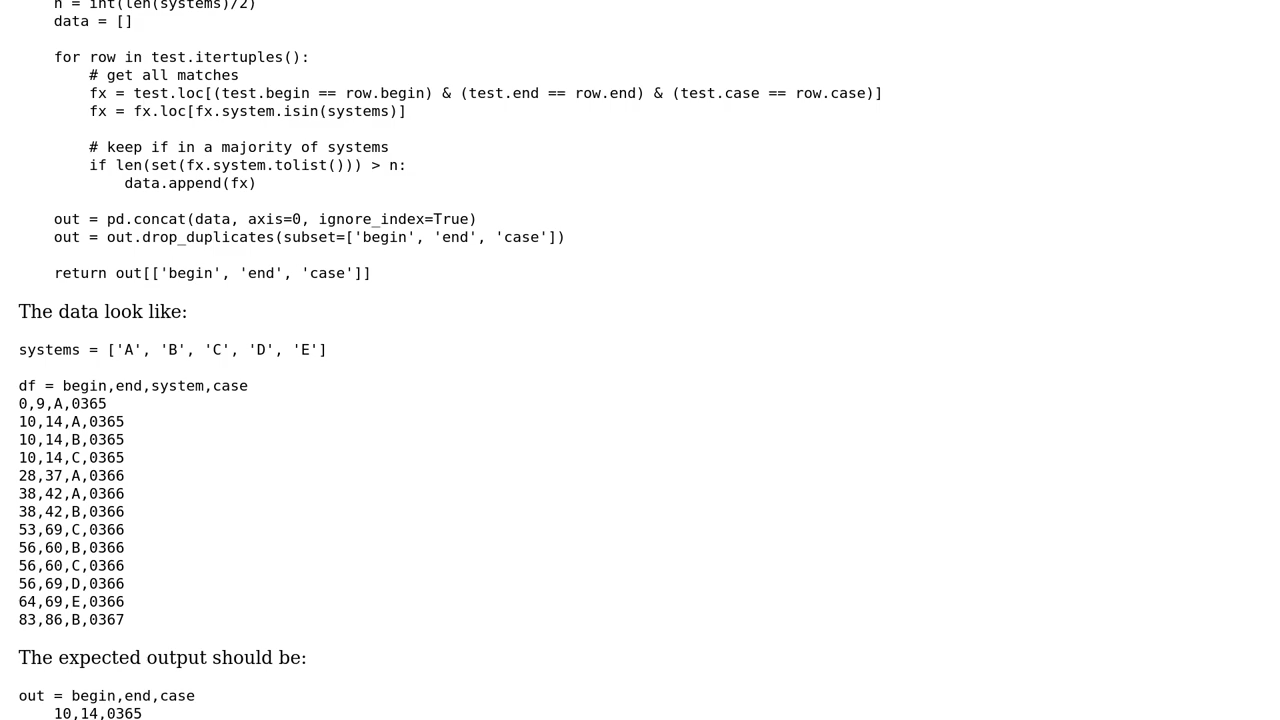 n = int(len(systems)/2)
data = []
for row in test.itertuples():
# get all matches
fx = test.loc[(test.begin == row.begin) & (test.end == row.end) & (test.case == row.case)]
fx = fx.loc[fx.system.isin(systems)]
# keep if in a majority of systems
if len(set(fx.system.tolist())) > n:
data.append(fx)
out = pd.concat(data, axis=0, ignore_index=True)
out = out.drop_duplicates(subset=['begin', 'end', 'case'])
return out[['begin', 'end', 'case']]
The data look like:
systems = ['A', 'B', 'C', 'D', 'E']
df = begin,end,system,case
0,9,A,0365
10,14,A,0365
10,14,B,0365
10,14,C,0365
28,37,A,0366
38,42,A,0366
38,42,B,0366
53,69,C,0366
56,60,B,0366
56,60,C,0366
56,69,D,0366
64,69,E,0366
83,86,B,0367
The expected output should be:
out = begin,end,case
10,14,0365